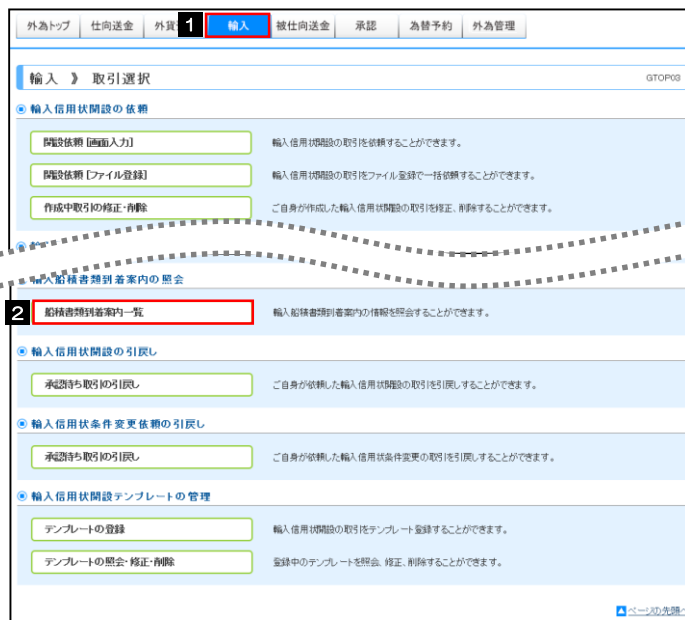 外為トップ 仕向送金 外貨 1 輸入 被仕向送金 承認 為替予約 外為管理
輸入 》 取引選択 GTOP03
輸入信用状開設の依頼
開設依頼 [画面入力] 輸入信用状開設の取引を依頼することができます。
開設依頼 [ファイル登録] 輸入信用状開設の取引をファイル登録で一括依頼することができます。
作成中取引の修正・削除 ご自身が作成した輸入信用状開設の取引を修正、削除することができます。
輸入船積書類到着案内の照会
2 船積書類到着案内一覧 輸入船積書類到着案内の情報を照会することができます。
輸入信用状開設の引戻し
承認待ち取引の引戻し ご自身が依頼した輸入信用状開設の取引を引戻しすることができます。
輸入信用状条件変更依頼の引戻し
承認待ち取引の引戻し ご自身が依頼した輸入信用状条件変更の取引を引戻しすることができます。
輸入信用状開設テンプレートの管理
テンプレートの登録 輸入信用状開設の取引をテンプレート登録することができます。
テンプレートの照会・修正・削除 登録中のテンプレートを照会、修正、削除することができます。
ページの先頭へ